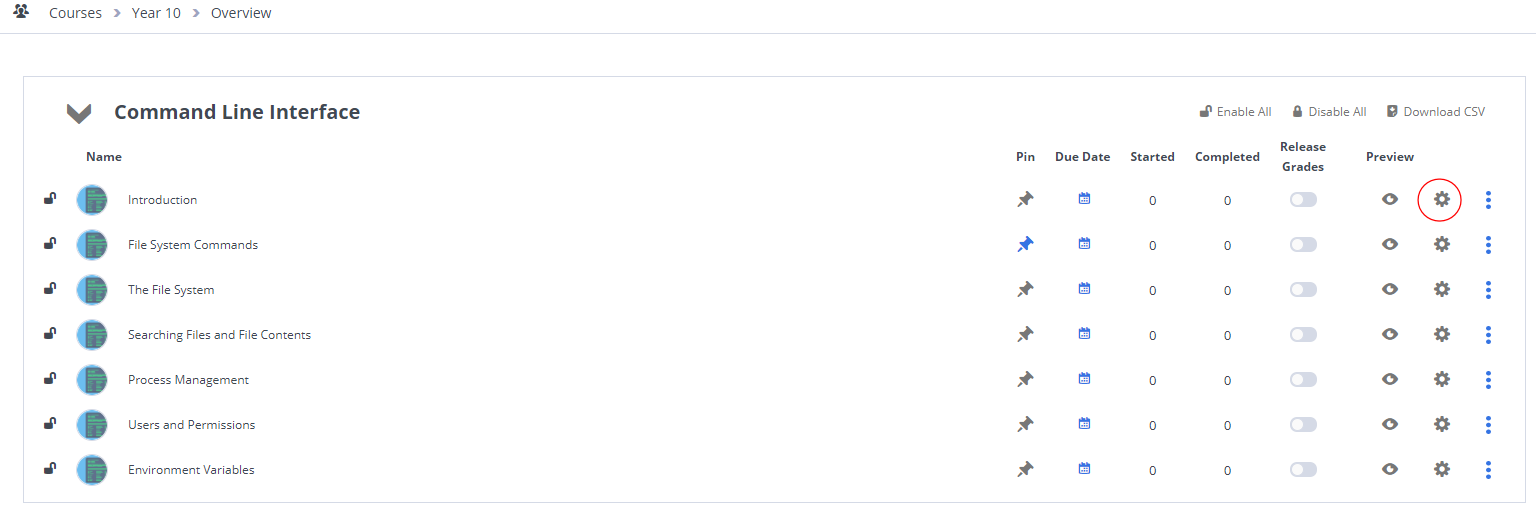 Courses > Year 10 > Overview
Command Line Interface Enable All Disable All Download CSV
Name Pin Due Date Started Completed Release Grades Preview
Introduction 0 0
File System Commands 0 0
The File System 0 0
Searching Files and File Contents 0 0
Process Management 0 0
Users and Permissions 0 0
Environment Variables 0 0